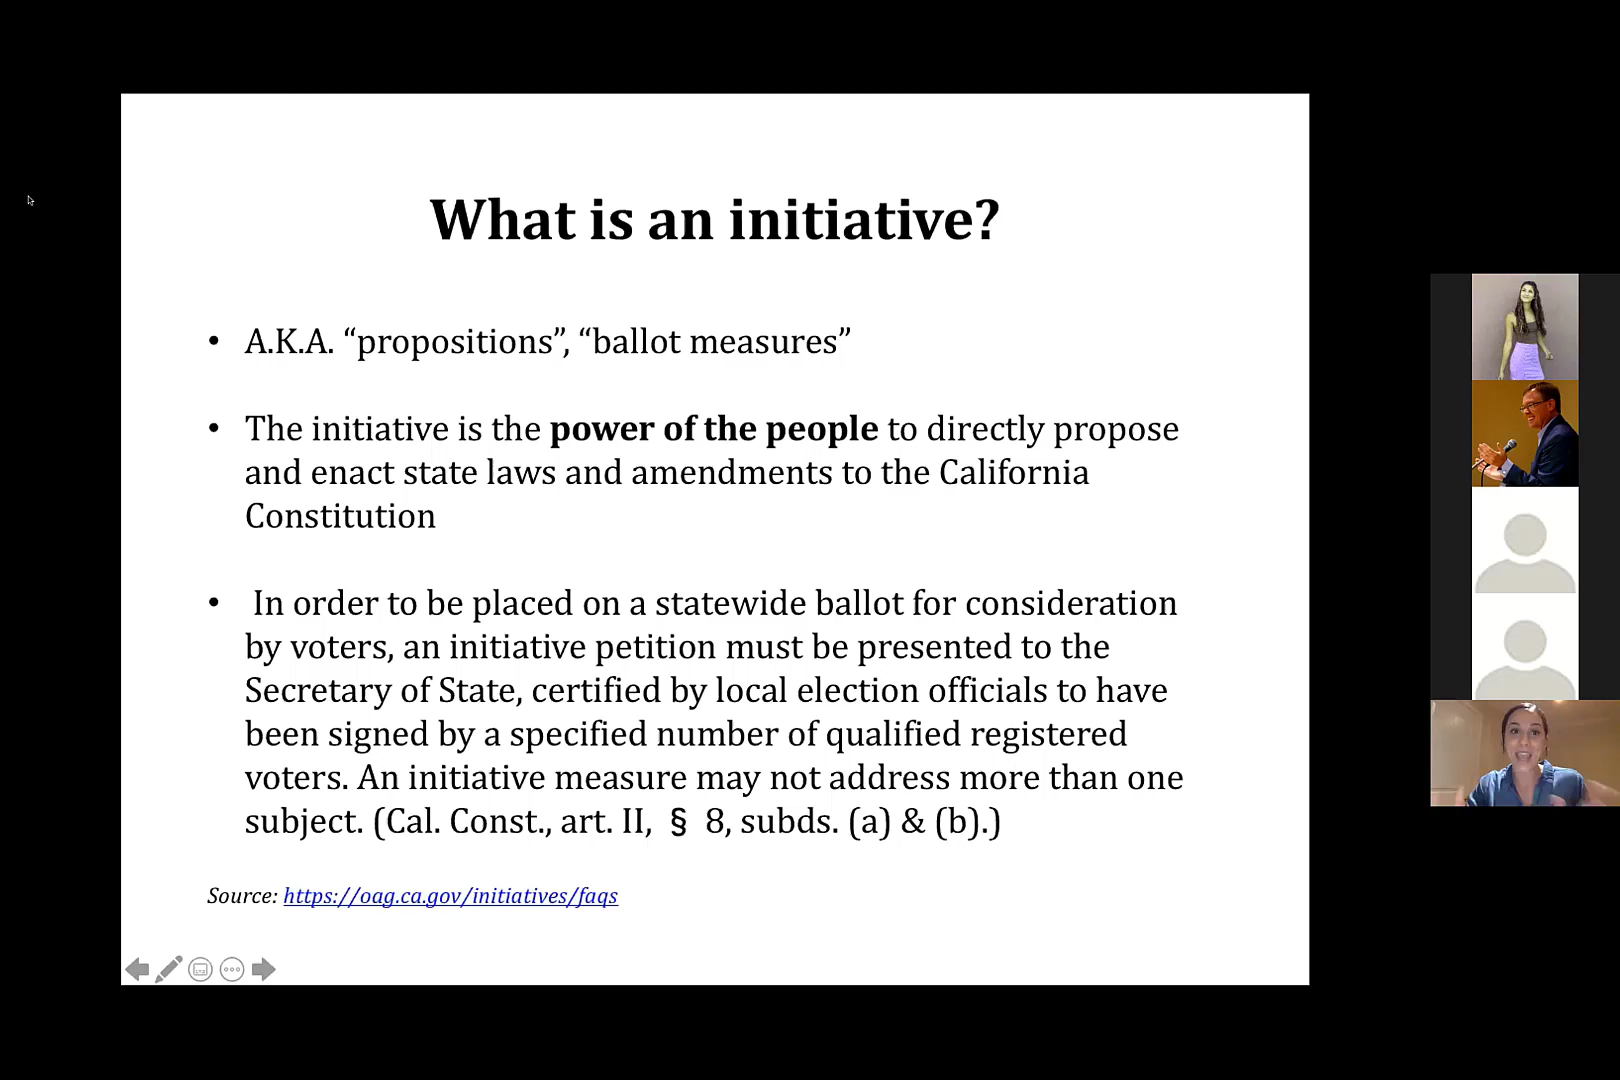 What is an initiative?
• A.K.A. “propositions”, “ballot measures”
• The initiative is the power of the people to directly propose
and enact state laws and amendments to the California
Constitution
• In order to be placed on a statewide ballot for consideration
by voters, an initiative petition must be presented to the
Secretary of State, certified by local election officials to have
been signed by a specified number of qualified registered
voters. An initiative measure may not address more than one
subject. (Cal. Const., art. II, § 8, subds. (a) & (b).)
Source: https://oag.ca.gov/initiatives/faqs